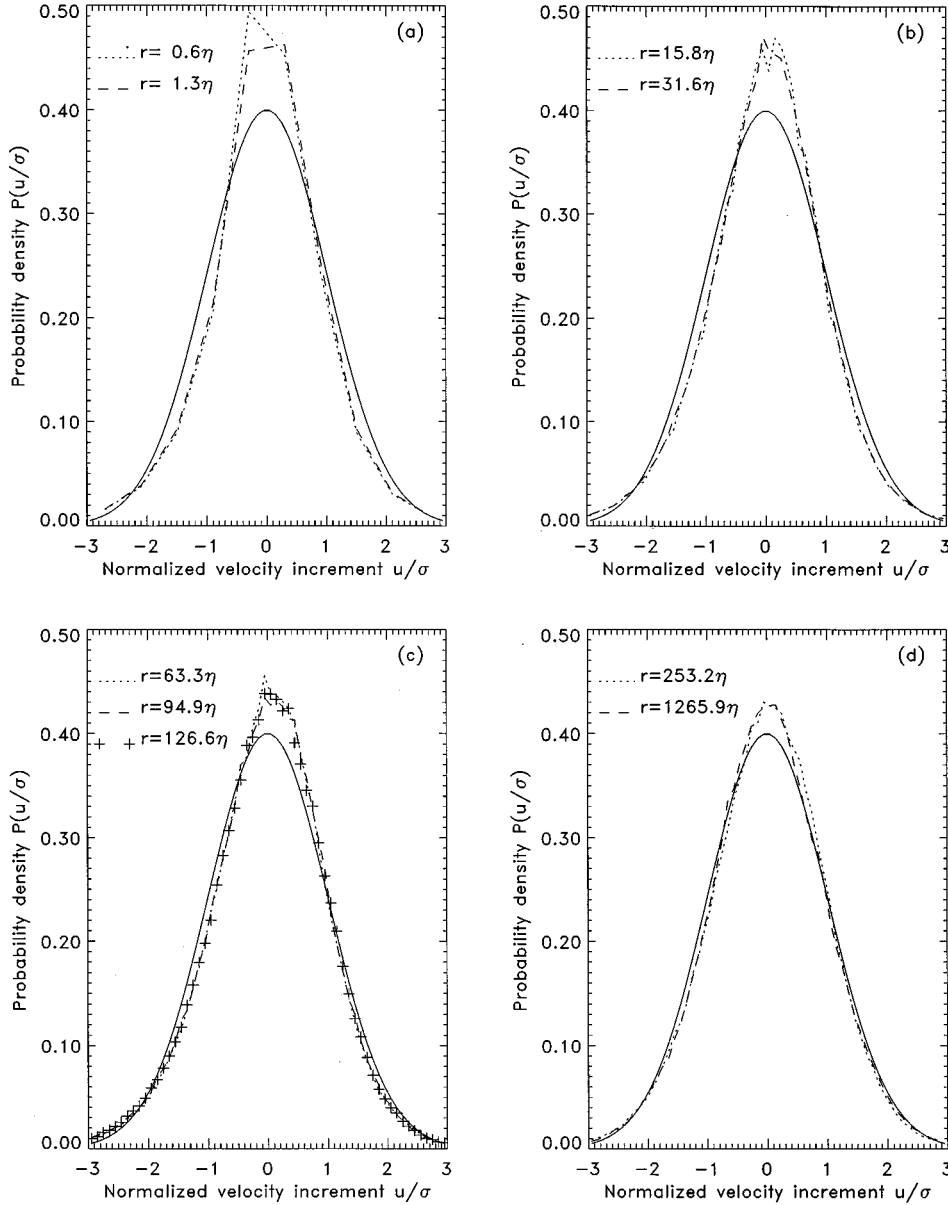 0.50
(a)
r= 0.6η
r= 1.3η
0.40
0.30
0.20
0.10
0.00
Probability density P(u/σ)
−3 −2 −1 0 1 2 3
Normalized velocity increment u/σ
0.50
(b)
r=15.8η
r=31.6η
0.40
0.30
0.20
0.10
0.00
Probability density P(u/σ)
−3 −2 −1 0 1 2 3
Normalized velocity increment u/σ
0.50
(c)
r=63.3η
r=94.9η
r=126.6η
0.40
0.30
0.20
0.10
0.00
Probability density P(u/σ)
−3 −2 −1 0 1 2 3
Normalized velocity increment u/σ
0.50
(d)
r=253.2η
r=1265.9η
0.40
0.30
0.20
0.10
0.00
Probability density P(u/σ)
−3 −2 −1 0 1 2 3
Normalized velocity increment u/σ